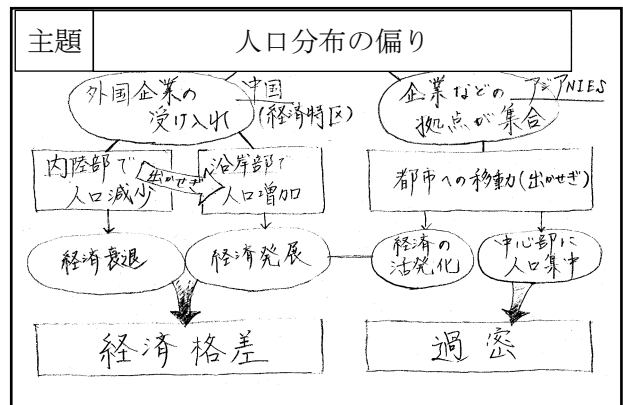 主題 人口分布の偏り
外国企業の
受け入れ
中国
(経済特区)
企業などの
拠点が集合
アジアNIES
内陸部で
人口減少
出かせぎ
沿岸部で
人口増加
都市への移動(出かせぎ)
経済衰退
経済発展
経済の
活発化
中心部に
人口集中
経済格差
過密